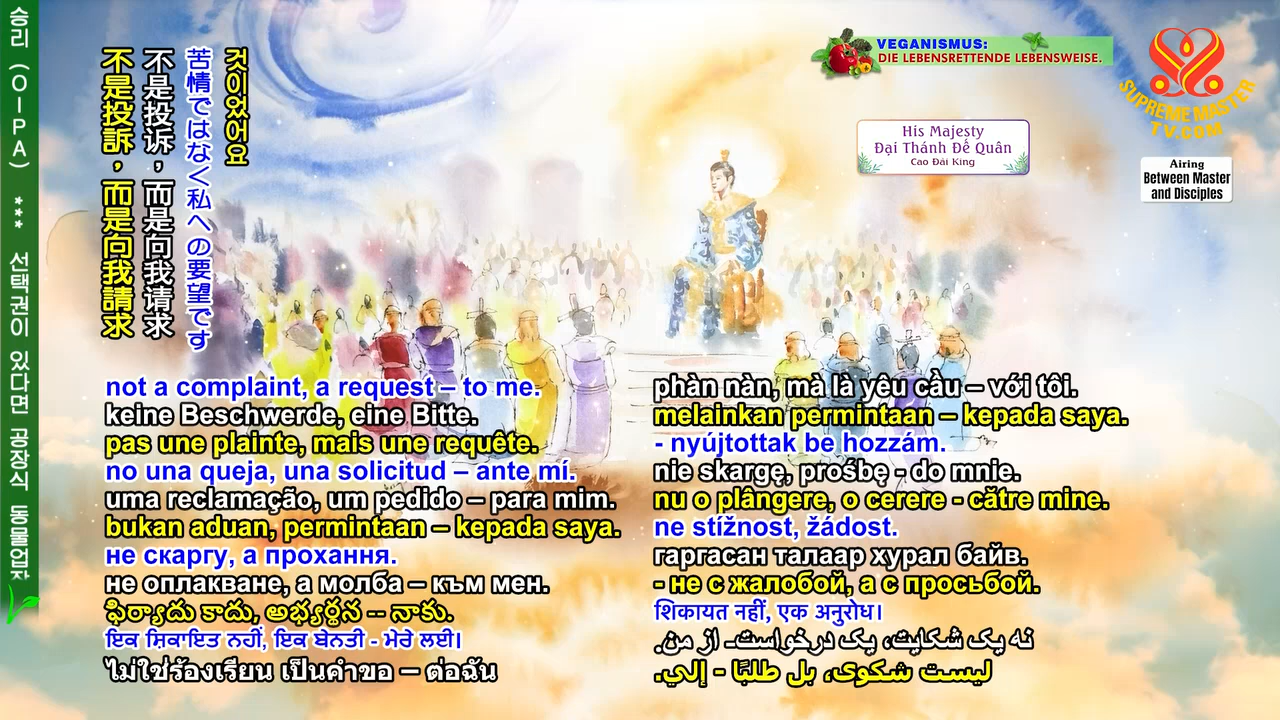 승리 (OIPA) *** 선택권이 있다면 공장식 동물업자
것이었어요
苦情ではなく私への要望です
不是投诉，而是向我请求
不是投訴，而是向我請求
VEGANISMUS:
DIE LEBENSRETTENDE LEBENSWEISE.
SUPREME MASTER
TV.COM
His Majesty
Đại Thánh Đế Quân
Cao Đài King
Airing
Between Master
and Disciples
not a complaint, a request – to me.
keine Beschwerde, eine Bitte.
pas une plainte, mais une requête.
no una queja, una solicitud – ante mí.
uma reclamação, um pedido – para mim.
bukan aduan, permintaan – kepada saya.
не скаргу, а прохання.
не оплакване, а молба – към мен.
ఫిర్యాదు కాదు, అభ్యర్థన -- నాకు.
ਇਕ ਸ਼ਿਕਾਇਤ ਨਹੀਂ, ਇਕ ਬੇਨਤੀ - ਮੇਰੇ ਲਈ।
ไม่ใช่ร้องเรียน เป็นคำขอ – ต่อฉัน
phàn nàn, mà là yêu cầu – với tôi.
melainkan permintaan – kepada saya.
- nyújtottak be hozzám.
nie skargę, prośbę - do mnie.
nu o plângere, o cerere - către mine.
ne stížnost, žádost.
гаргасан талаар хурал байв.
- не с жалобой, а с просьбой.
शिकायत नहीं, एक अनुरोध।
نه یک شکایت، یک درخواست- از من.
ليست شكوى، بل طلبًا - إلي.